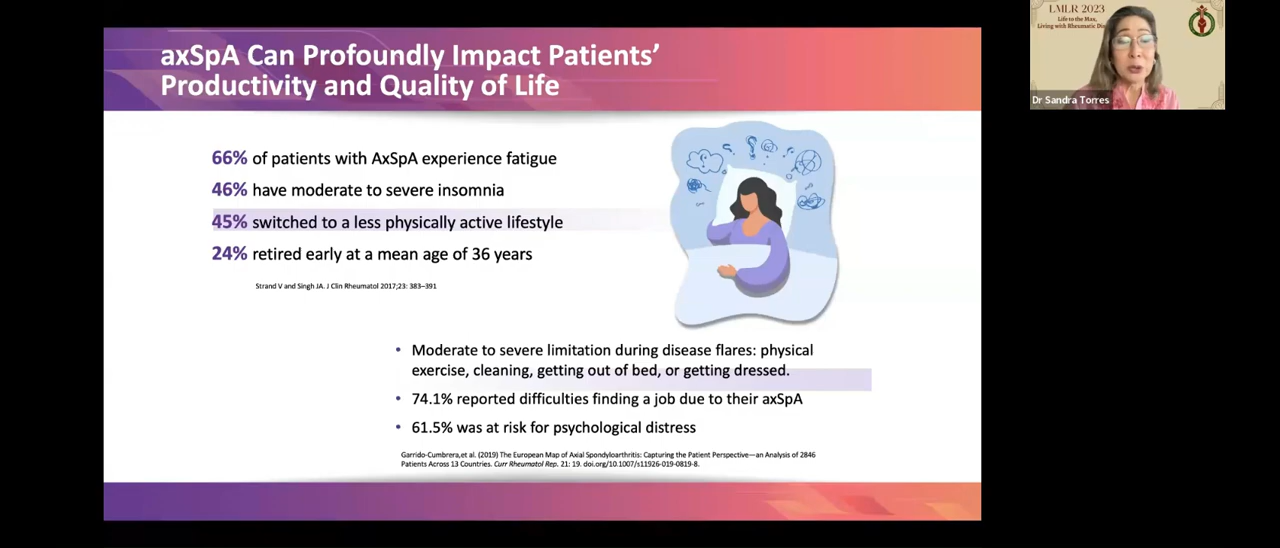 axSpA Can Profoundly Impact Patients'
Productivity and Quality of Life
66% of patients with AxSpA experience fatigue
46% have moderate to severe insomnia
45% switched to a less physically active lifestyle
24% retired early at a mean age of 36 years
Strand V and Singh JA. J Clin Rheumatol 2017;23: 383–391
• Moderate to severe limitation during disease flares: physical
exercise, cleaning, getting out of bed, or getting dressed.
• 74.1% reported difficulties finding a job due to their axSpA
• 61.5% was at risk for psychological distress
Garrido-Cumbrera,et al. (2019) The European Map of Axial Spondyloarthritis: Capturing the Patient Perspective—an Analysis of 2846
Patients Across 13 Countries. Curr Rheumatol Rep. 21: 19. doi.org/10.1007/s11926-019-0819-8.
LMLR 2023
Life to the Max,
Living with Rheumatic
Dr Sandra Torres